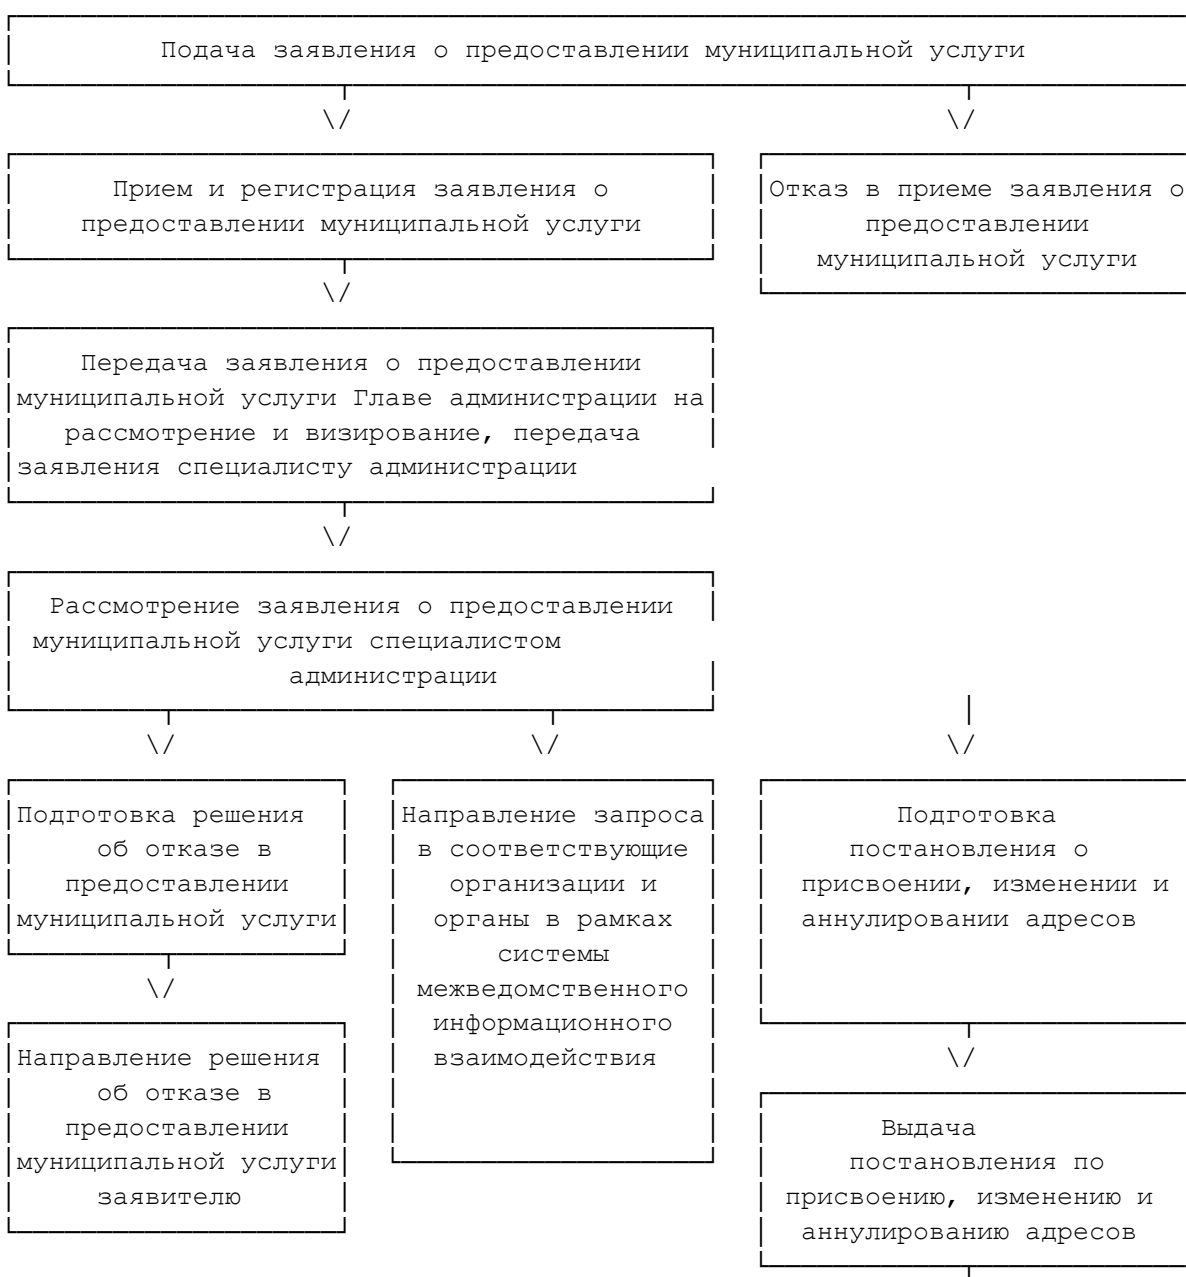 Подача заявления о предоставлении муниципальной услуги
\/
\/
Прием и регистрация заявления о
предоставлении муниципальной услуги
Отказ в приеме заявления о
предоставлении
муниципальной услуги
\/
Передача заявления о предоставлении
муниципальной услуги Главе администрации на
рассмотрение и визирование, передача
заявления специалисту администрации
\/
Рассмотрение заявления о предоставлении
муниципальной услуги специалистом
администрации
\/
\/
\/
Подготовка решения
об отказе в
предоставлении
муниципальной услуги
\/
Направление решения
об отказе в
предоставлении
муниципальной услуги
заявителю
Направление запроса
в соответствующие
организации и
органы в рамках
системы
межведомственного
информационного
взаимодействия
Подготовка
постановления о
присвоении, изменении и
аннулировании адресов
\/
Выдача
постановления по
присвоению, изменению и
аннулированию адресов